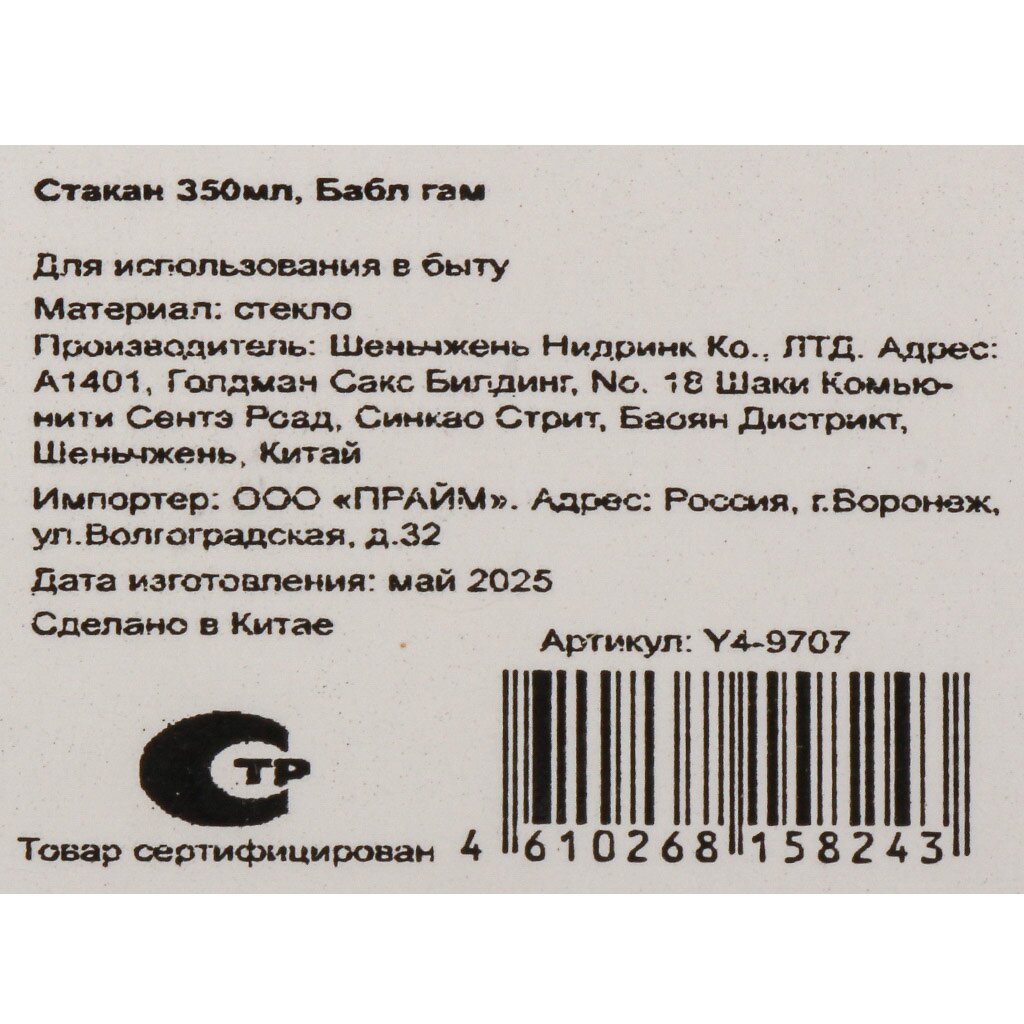 Стакан 350мл, Бабл гам
Для использования в быту
Материал: стекло
Производитель: Шеньчжень Нидринк Ко., ЛТД. Адрес:
А1401, Голдман Сакс Билдинг, No. 18 Шаки Комью-
нити Сентэ Роад, Синкао Стрит, Баоян Дистрикт,
Шеньчжень, Китай
Импортер: ООО «ПРАЙМ». Адрес: Россия, г.Воронеж,
ул.Волгоградская, д.32
Дата изготовления: май 2025
Сделано в Китае
Артикул: Y4-9707
СТР
Товар сертифицирован
4 610268 158243